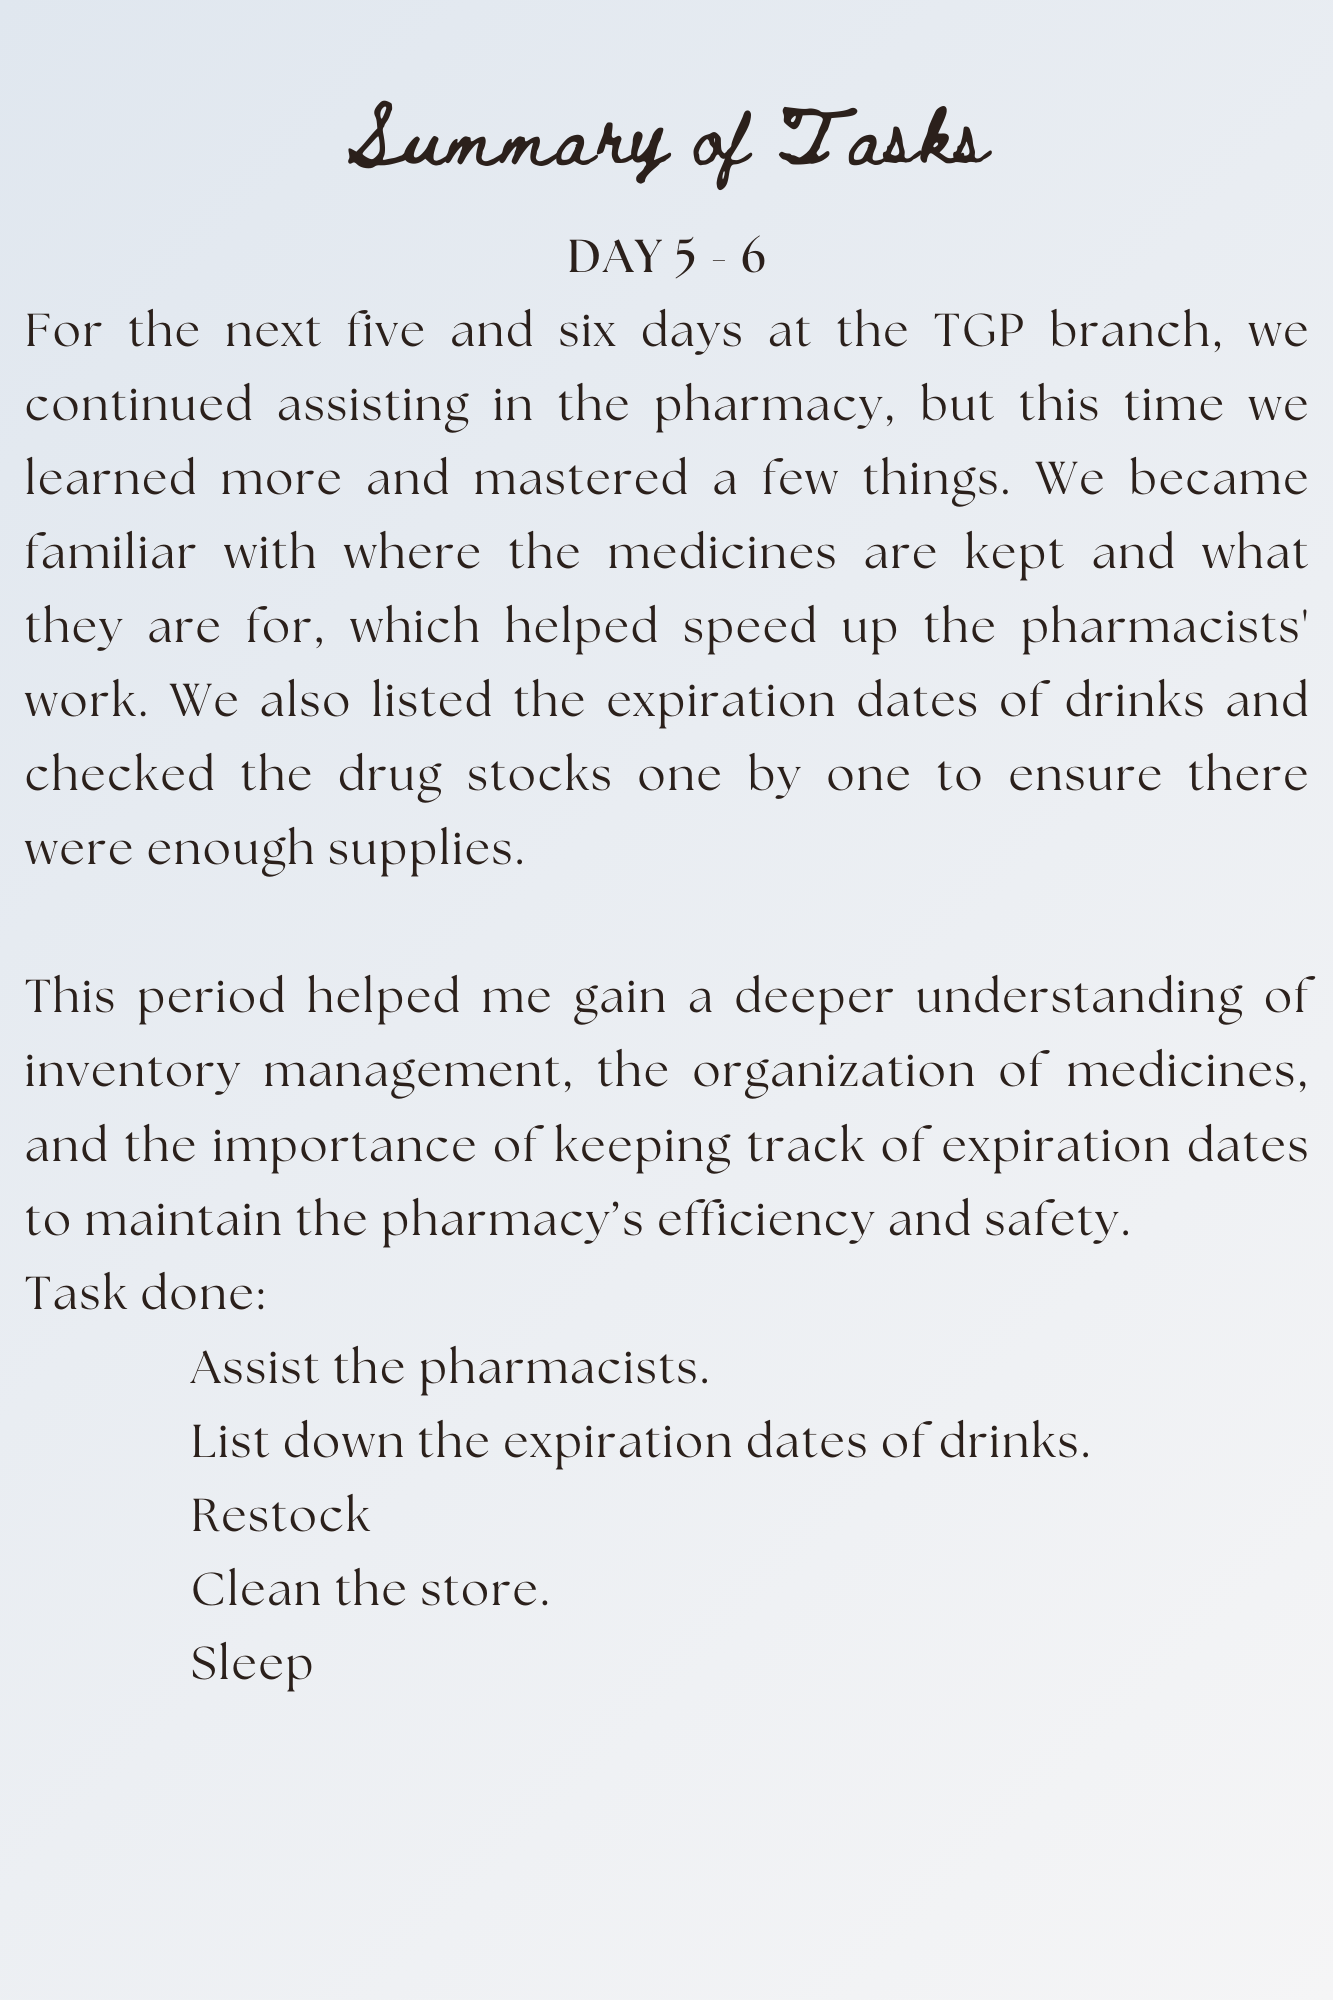 Summary of Tasks
DAY 5 - 6
For the next five and six days at the TGP branch, we
continued assisting in the pharmacy, but this time we
learned more and mastered a few things. We became
familiar with where the medicines are kept and what
they are for, which helped speed up the pharmacists'
work. We also listed the expiration dates of drinks and
checked the drug stocks one by one to ensure there
were enough supplies.
This period helped me gain a deeper understanding of
inventory management, the organization of medicines,
and the importance of keeping track of expiration dates
to maintain the pharmacy’s efficiency and safety.
Task done:
Assist the pharmacists.
List down the expiration dates of drinks.
Restock
Clean the store.
Sleep